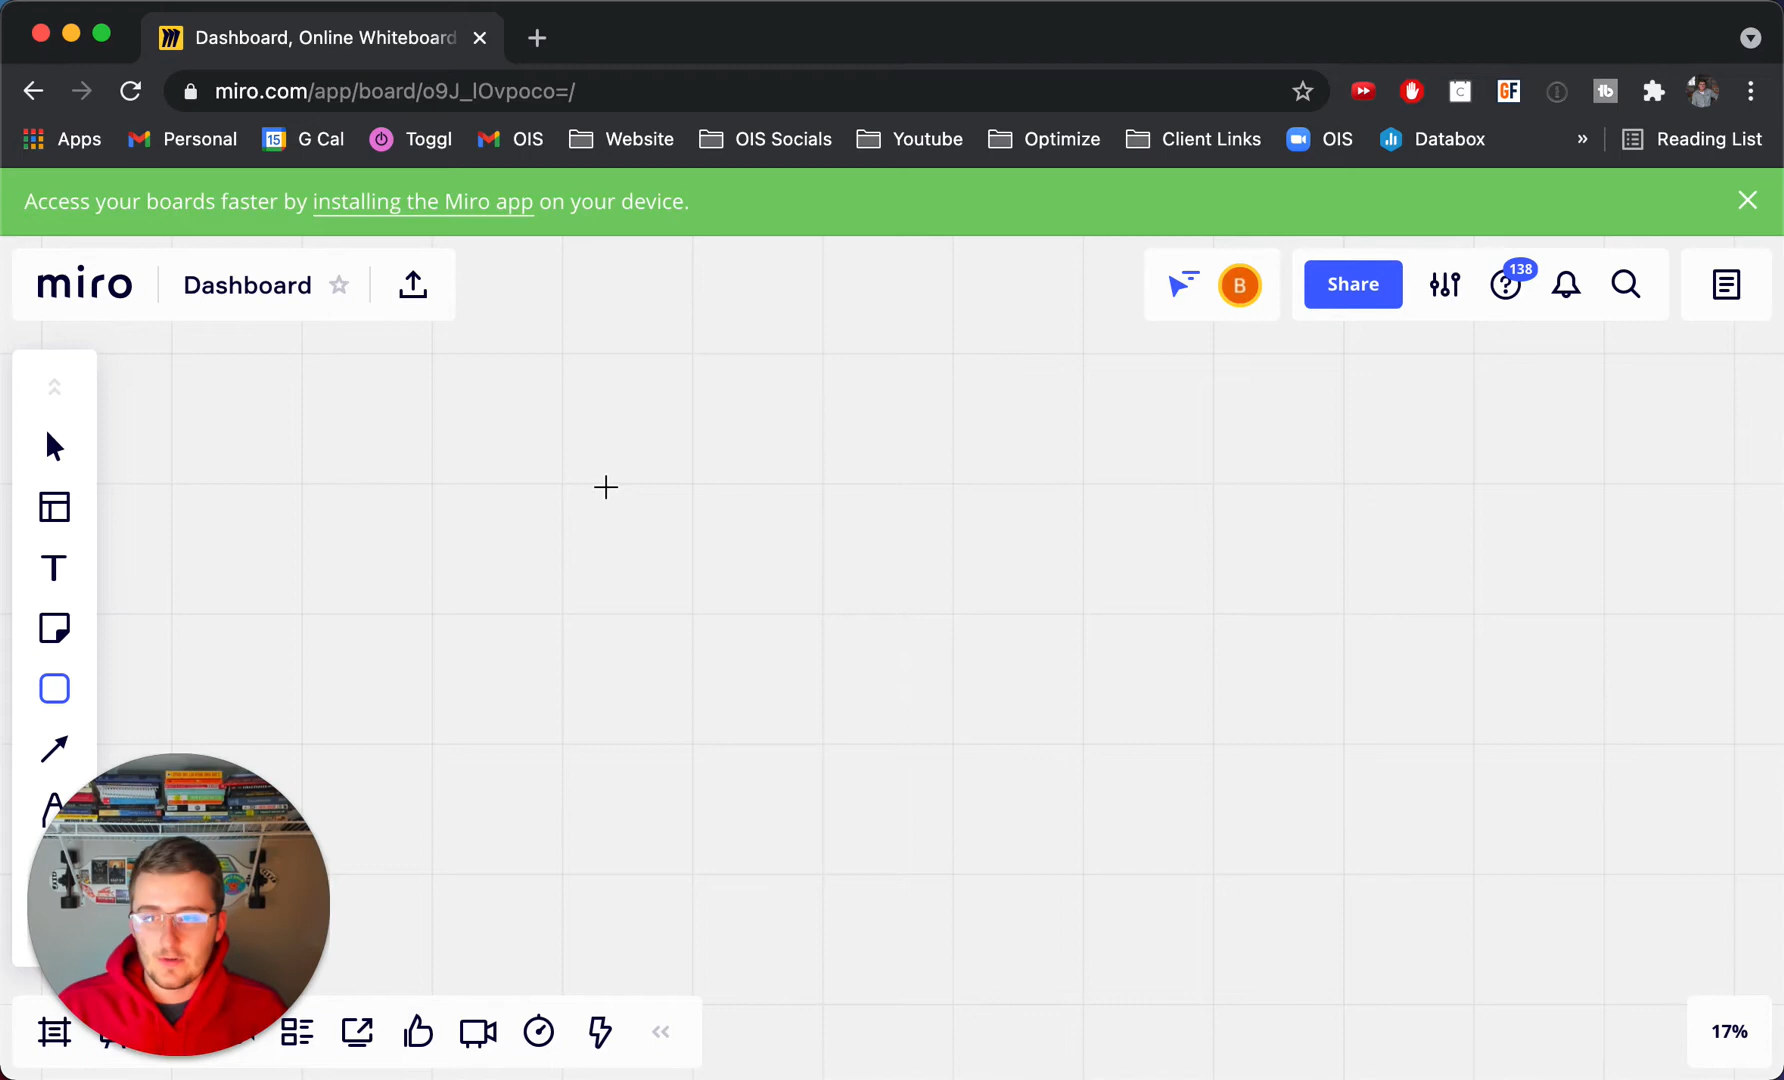 Dashboard, Online Whiteboard
miro.com/app/board/o9J_lOvpoco=/
Apps Personal 15 G Cal Toggl OIS Website OIS Socials Youtube Optimize Client Links OIS Databox » Reading List
Access your boards faster by installing the Miro app on your device.
miro Dashboard B Share 138
T
17%